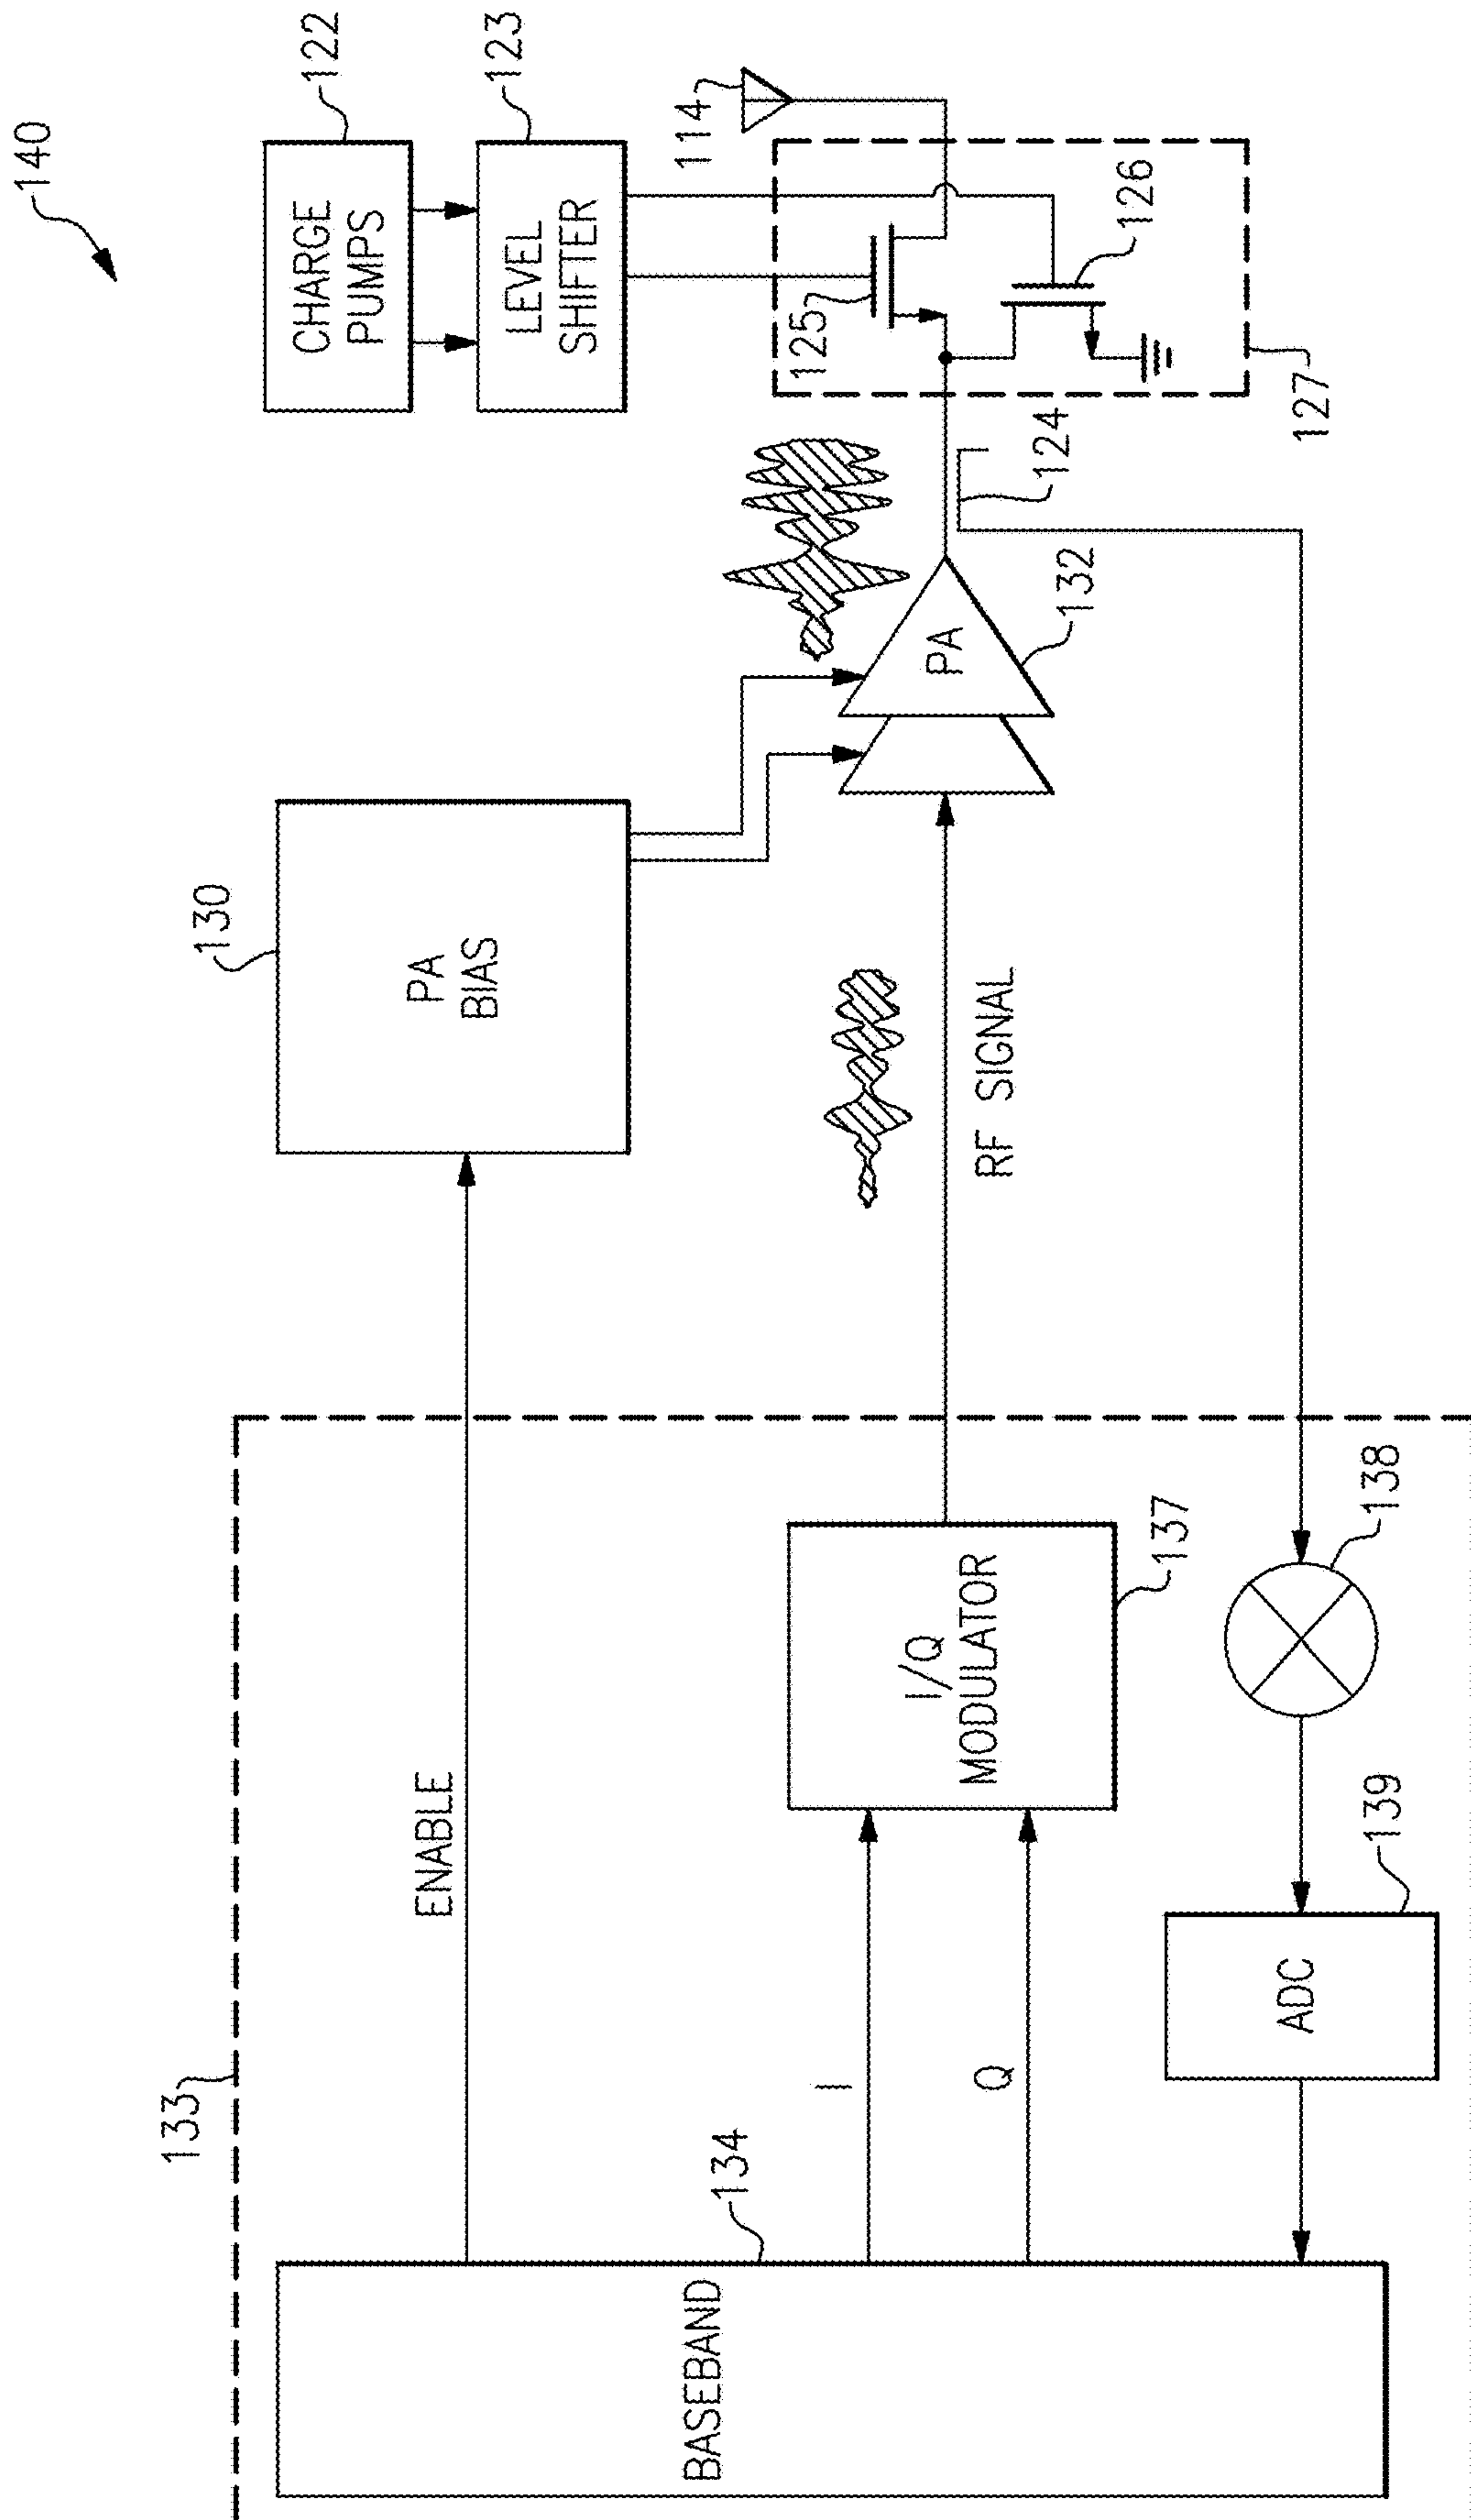 140
CHARGE
PUMPS
122
LEVEL
SHIFTER
123
114
125
126
127
124
PA
132
130
PA
BIAS
RF SIGNAL
133
ENABLE
I/Q
MODULATOR
137
138
I
Q
ADC
139
134
BASEBAND